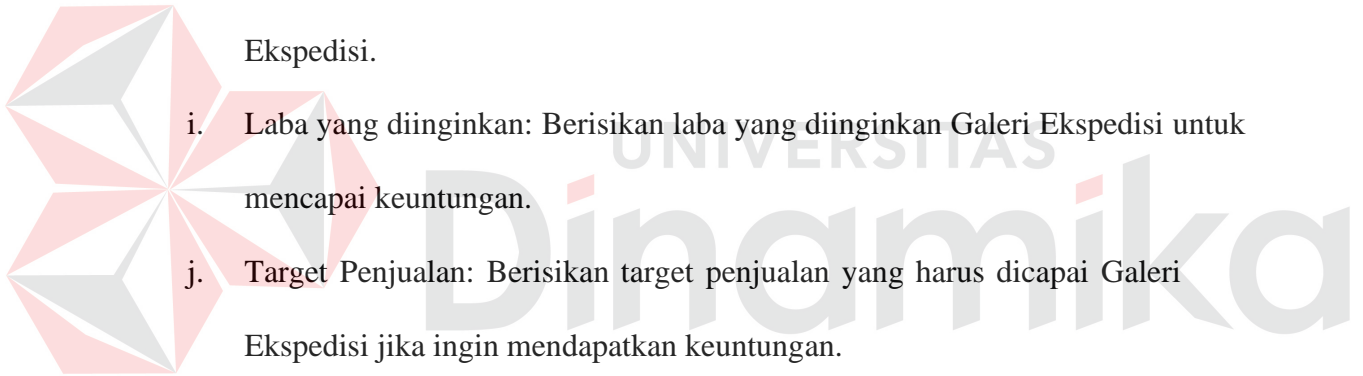 Ekspedisi.
i. Laba yang diinginkan: Berisikan laba yang diinginkan Galeri Ekspedisi untuk
UNIVERSITAS
mencapai keuntungan.
Dinamika
j. Target Penjualan: Berisikan target penjualan yang harus dicapai Galeri
Ekspedisi jika ingin mendapatkan keuntungan.